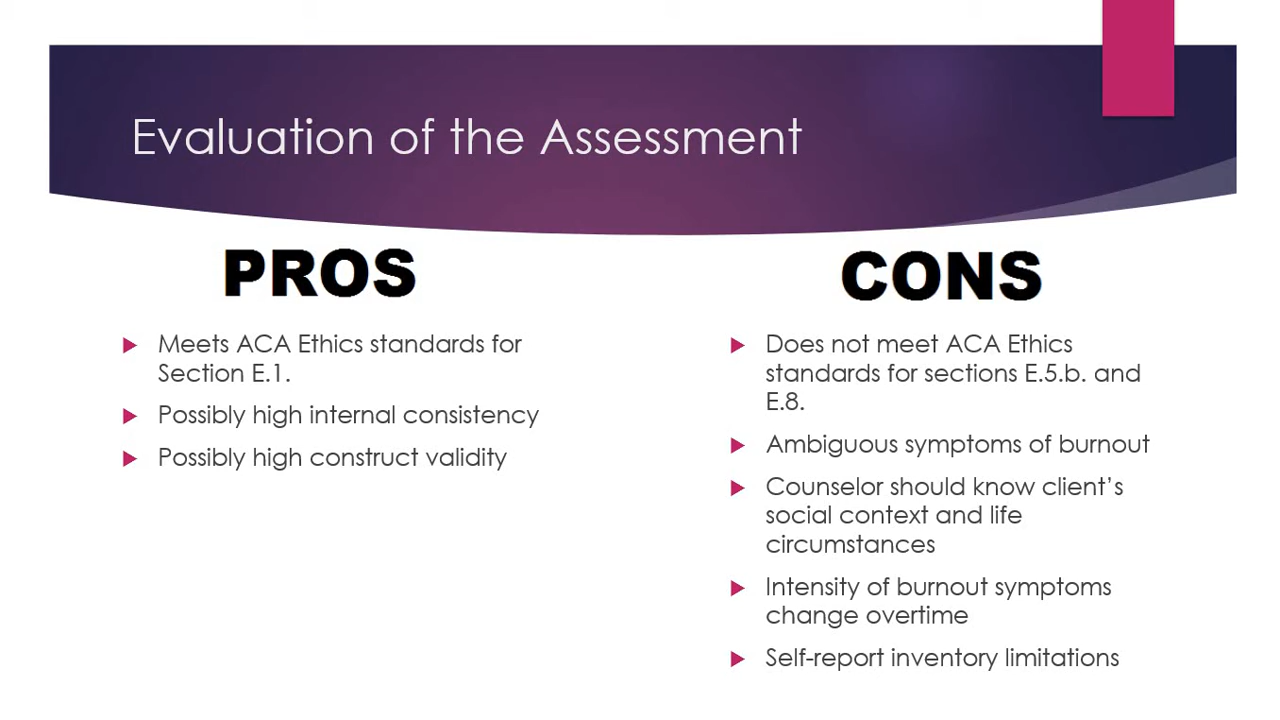 Evaluation of the Assessment
PROS
Meets ACA Ethics standards for
Section E.1.
Possibly high internal consistency
Possibly high construct validity
CONS
Does not meet ACA Ethics
standards for sections E.5.b. and
E.8.
Ambiguous symptoms of burnout
Counselor should know client’s
social context and life
circumstances
Intensity of burnout symptoms
change overtime
Self-report inventory limitations